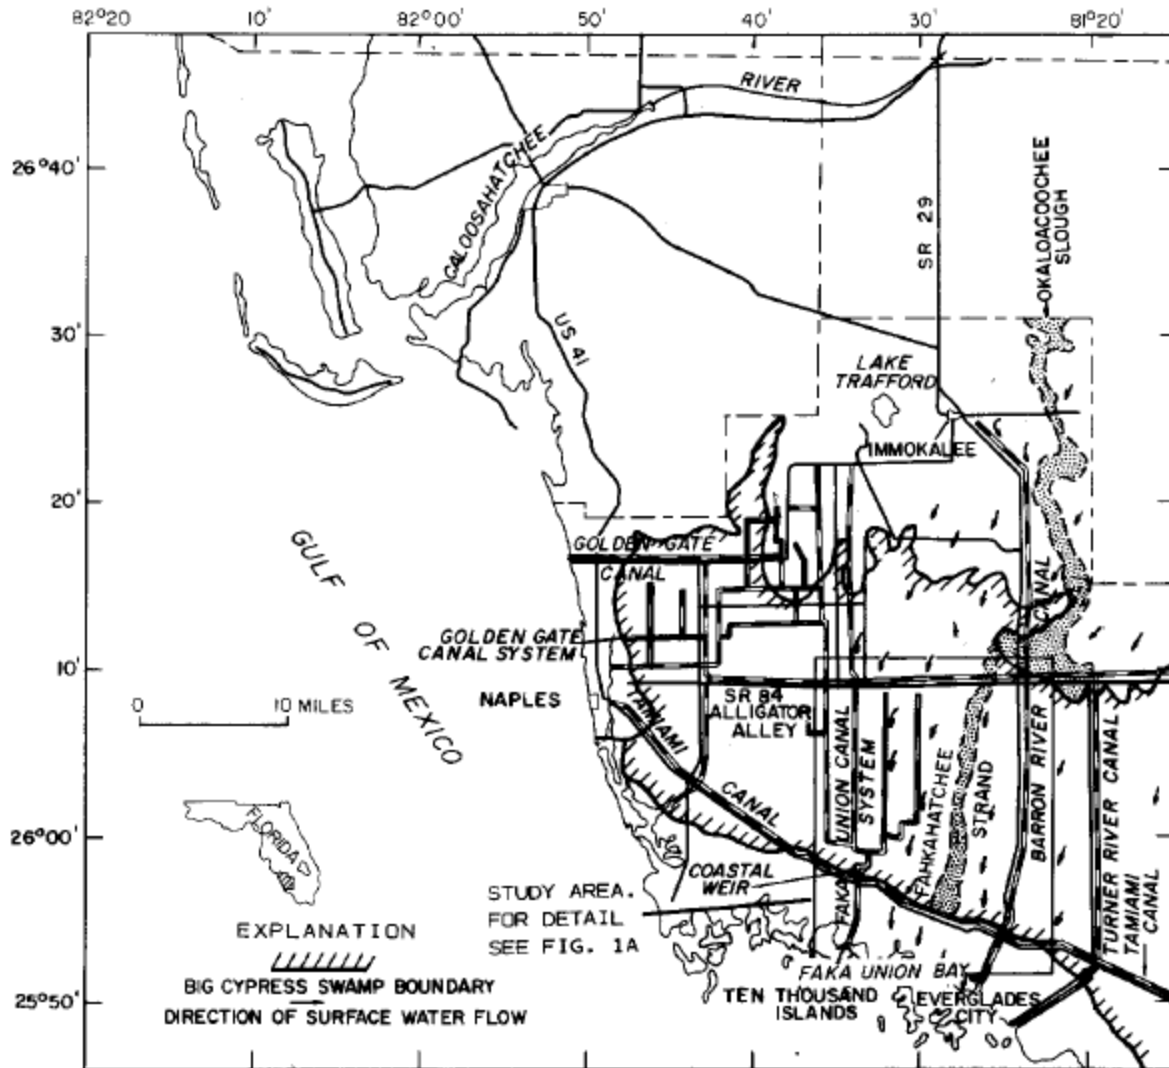 82°20'
10'
82°00'
50'
40'
30'
81°20'
26°40'
30'
20'
10'
26°00'
25°50'
RIVER
CALOOSAHATCHEE
SR 29
OKALOACOOCHEE
SLOUGH
US 41
LAKE
TRAFFORD
IMMOKALEE
GULF OF MEXICO
GOLDEN GATE
CANAL
CANAL
GOLDEN GATE
CANAL SYSTEM
NAPLES
SR 84
ALLIGATOR
ALLEY
0 10 MILES
TAMIAMI
CANAL
FAKA UNION CANAL
SYSTEM
FAHKAHATCHEE
STRAND
BARRON RIVER
TURNER RIVER CANAL
TAMIAMI
CANAL
FLORIDA
COASTAL
WEIR
STUDY AREA.
FOR DETAIL
SEE FIG. 1A
FAKA UNION BAY
TEN THOUSAND
ISLANDS
EVERGLADES
CITY
EXPLANATION
BIG CYPRESS SWAMP BOUNDARY
DIRECTION OF SURFACE WATER FLOW